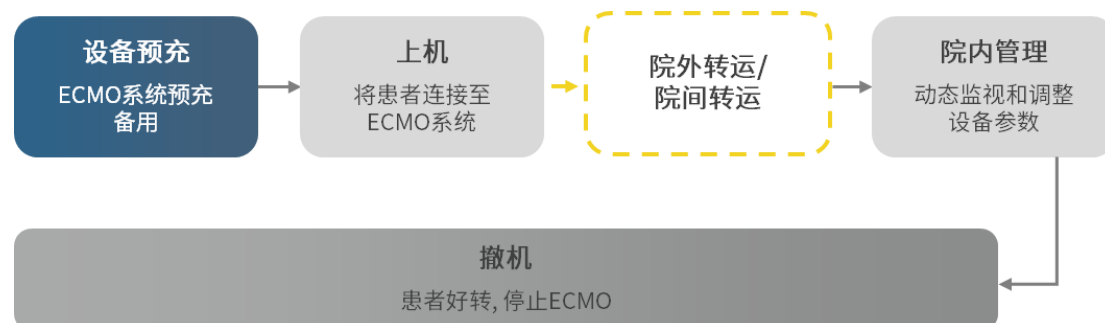 设备预充
ECMO系统预充
备用
上机
将患者连接至
ECMO系统
院外转运/
院间转运
院内管理
动态监视和调整
设备参数
撤机
患者好转, 停止ECMO